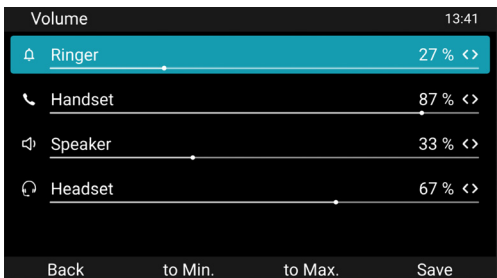 Volume 13:41
Ringer 27 % <>
Handset 87 % <>
Speaker 33 % <>
Headset 67 % <>
Back to Min. to Max. Save